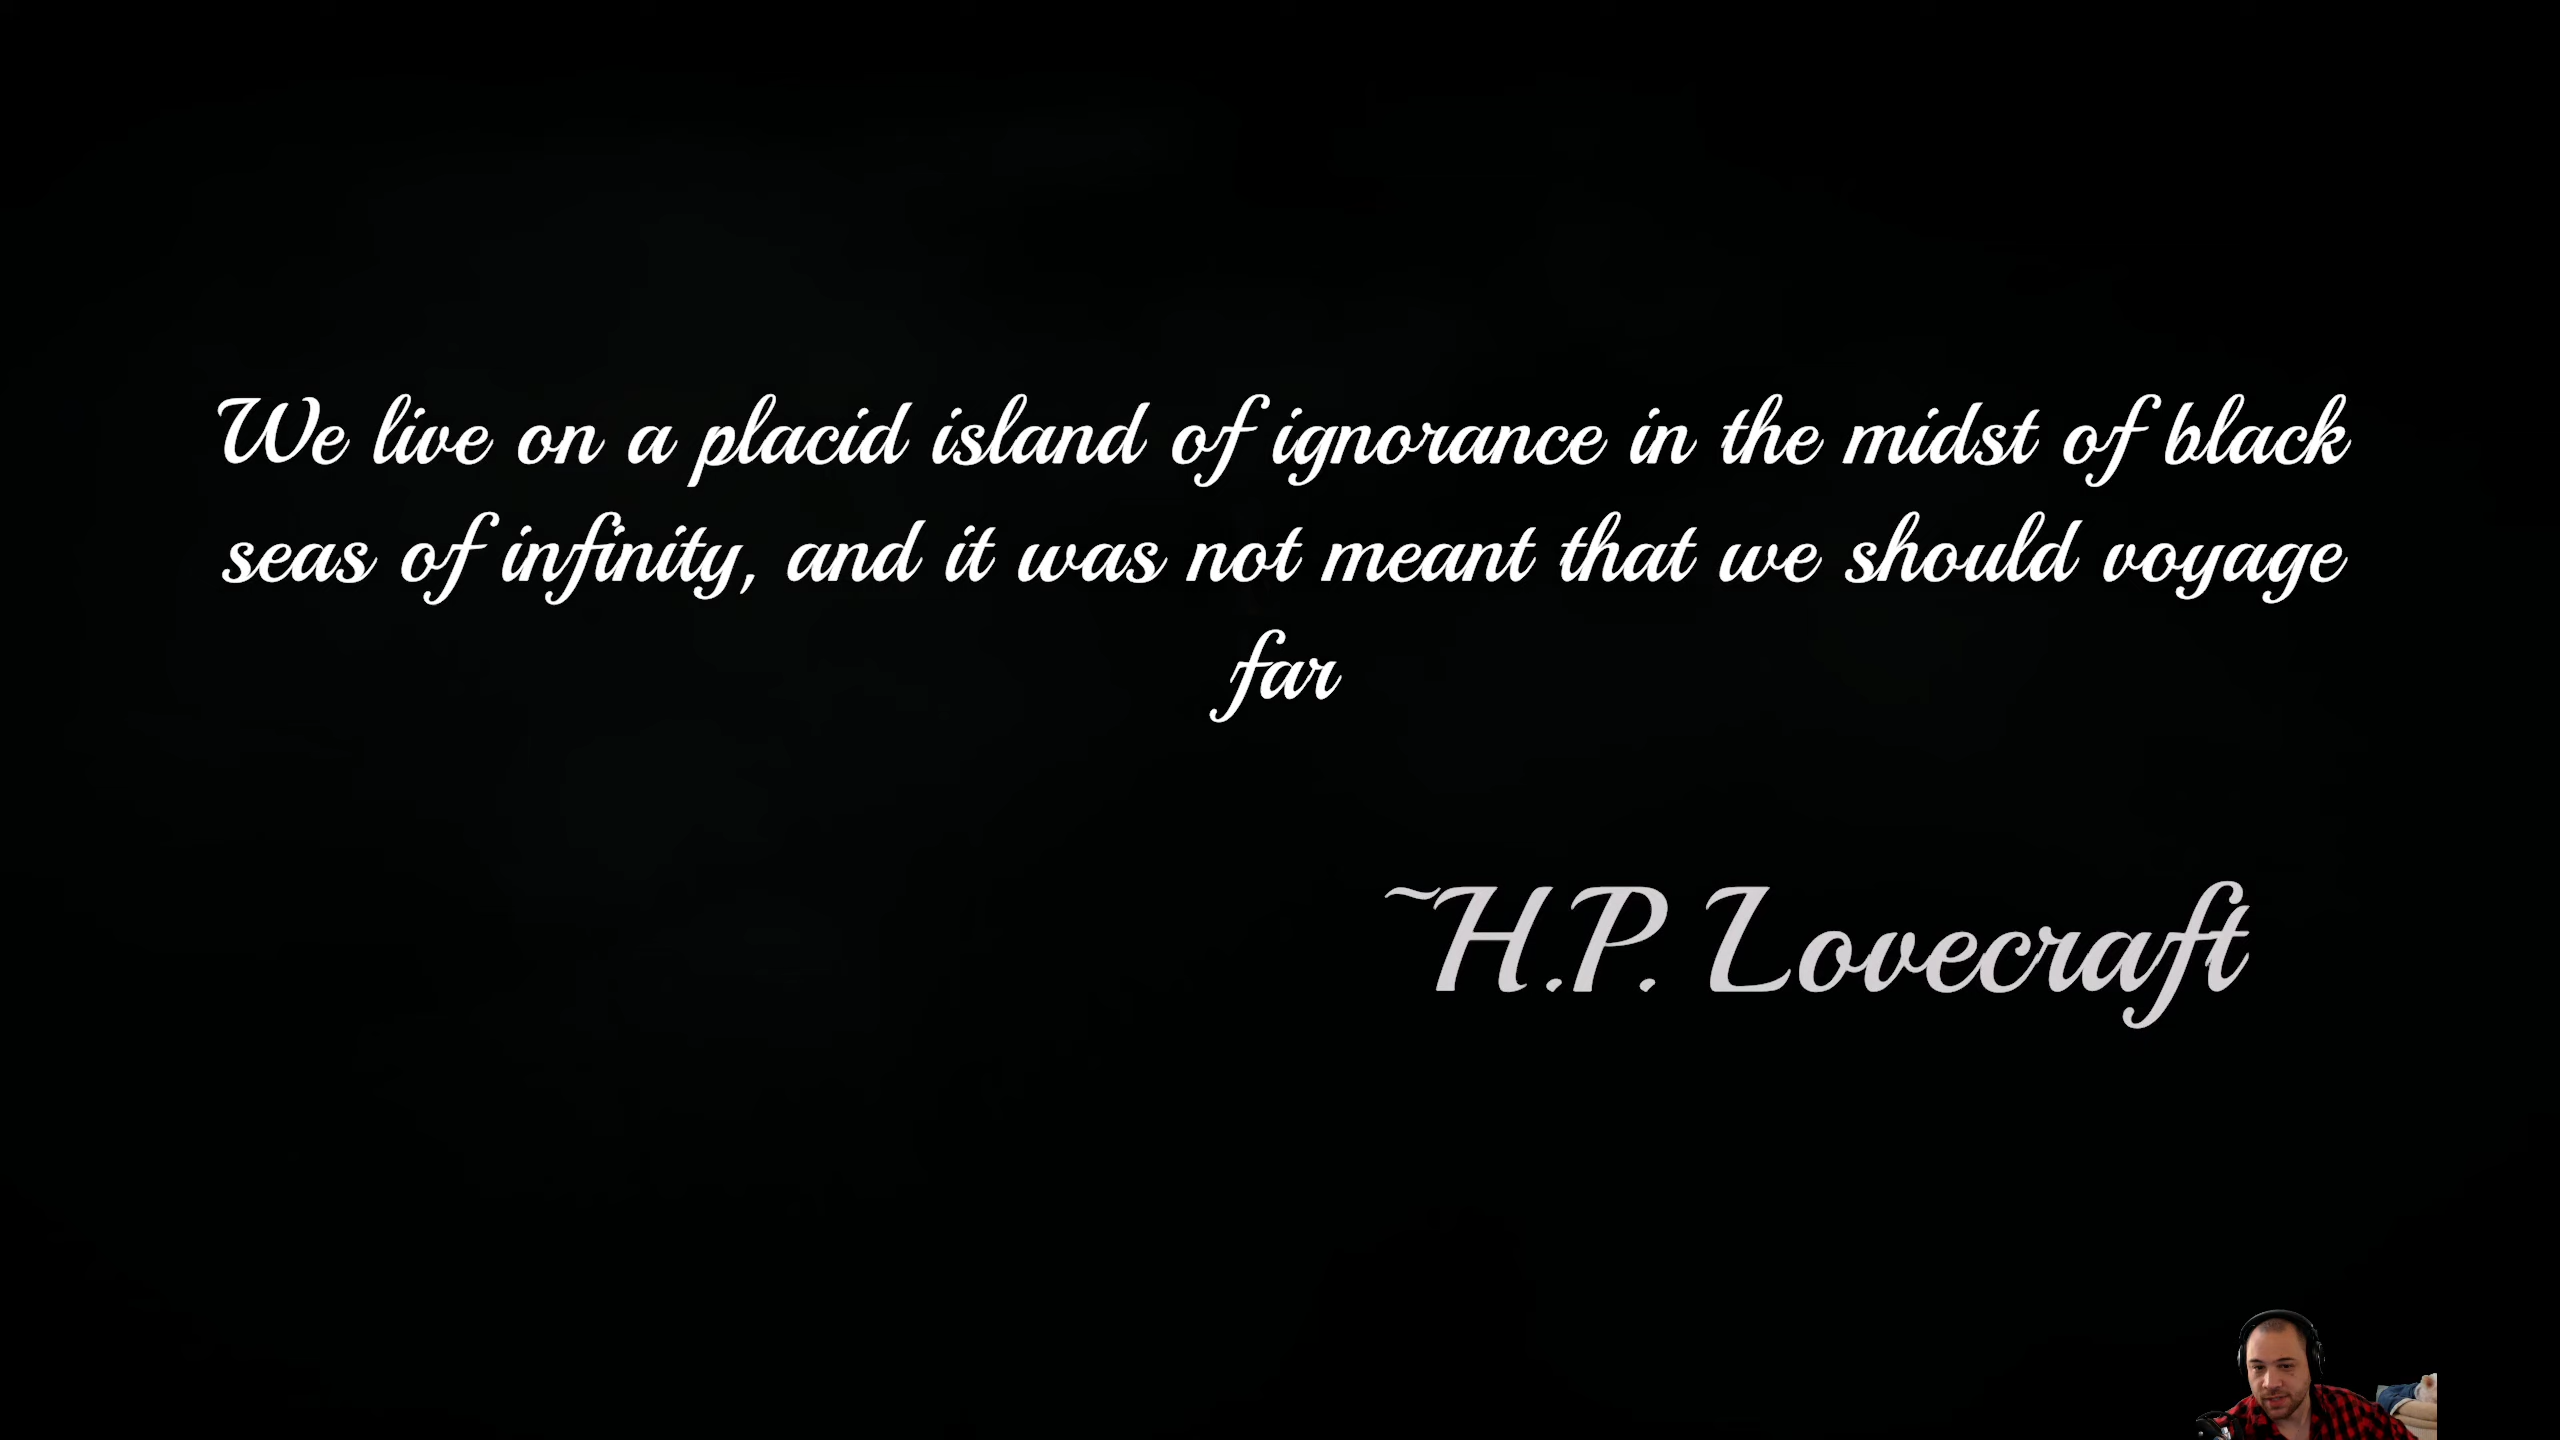 We live on a placid island of ignorance in the midst of black
seas of infinity, and it was not meant that we should voyage
far
~H.P. Lovecraft